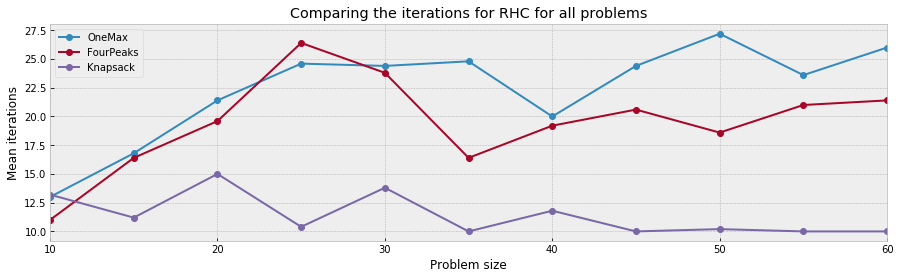 Comparing the iterations for RHC for all problems
OneMax
FourPeaks
Knapsack
Mean iterations
27.5
25.0
22.5
20.0
17.5
15.0
12.5
10.0
10 20 30 40 50 60
Problem size